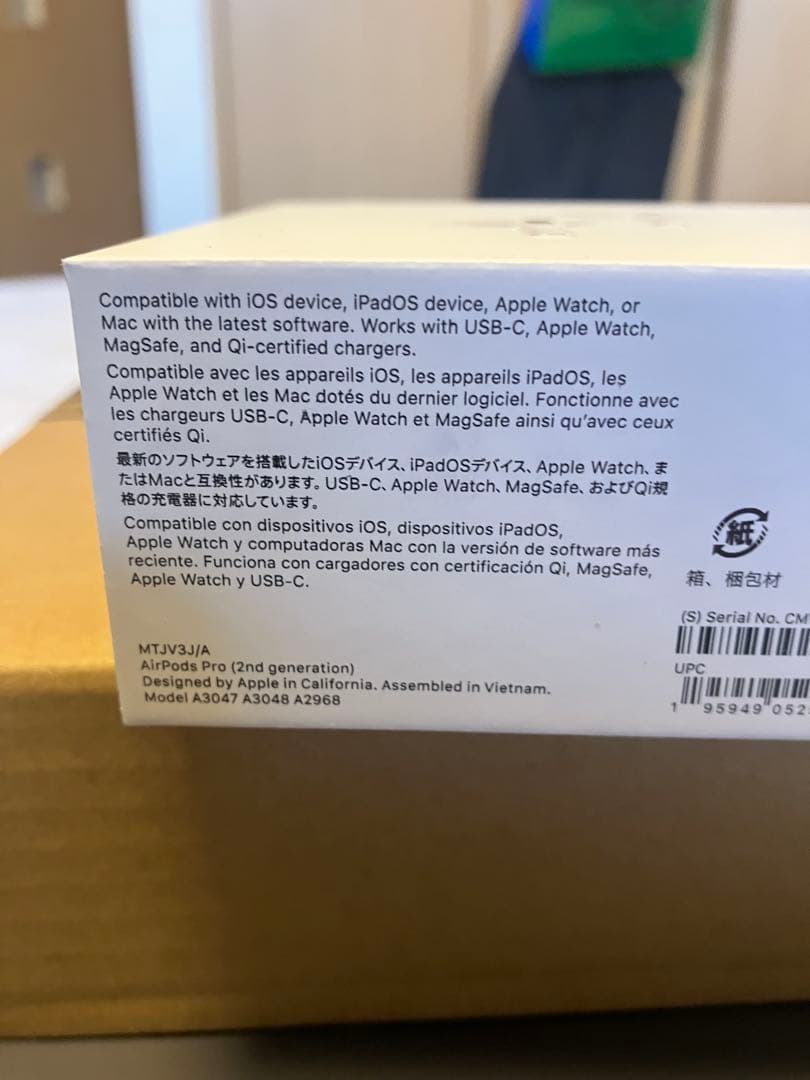 Compatible with iOS device, iPadOS device, Apple Watch, or
Mac with the latest software. Works with USB-C, Apple Watch,
MagSafe, and Qi-certified chargers.
Compatible avec les appareils iOS, les appareils iPadOS, les
Apple Watch et les Mac dotés du dernier logiciel. Fonctionne avec
les chargeurs USB-C, Apple Watch et MagSafe ainsi qu'avec ceux
certifiés Qi.
最新のソフトウェアを搭載したiOSデバイス、iPadOSデバイス、Apple Watch、ま
たはMacと互換性があります。USB-C、Apple Watch、MagSafe、およびQi規
格の充電器に対応しています。
Compatible con dispositivos iOS, dispositivos iPadOS,
Apple Watch y computadoras Mac con la versión de software más
reciente. Funciona con cargadores con certificación Qi, MagSafe,
Apple Watch y USB-C.
紙
箱、梱包材
(S) Serial No. CM
UPC
1 95949 052
MTJV3J/A
AirPods Pro (2nd generation)
Designed by Apple in California. Assembled in Vietnam.
Model A3047 A3048 A2968